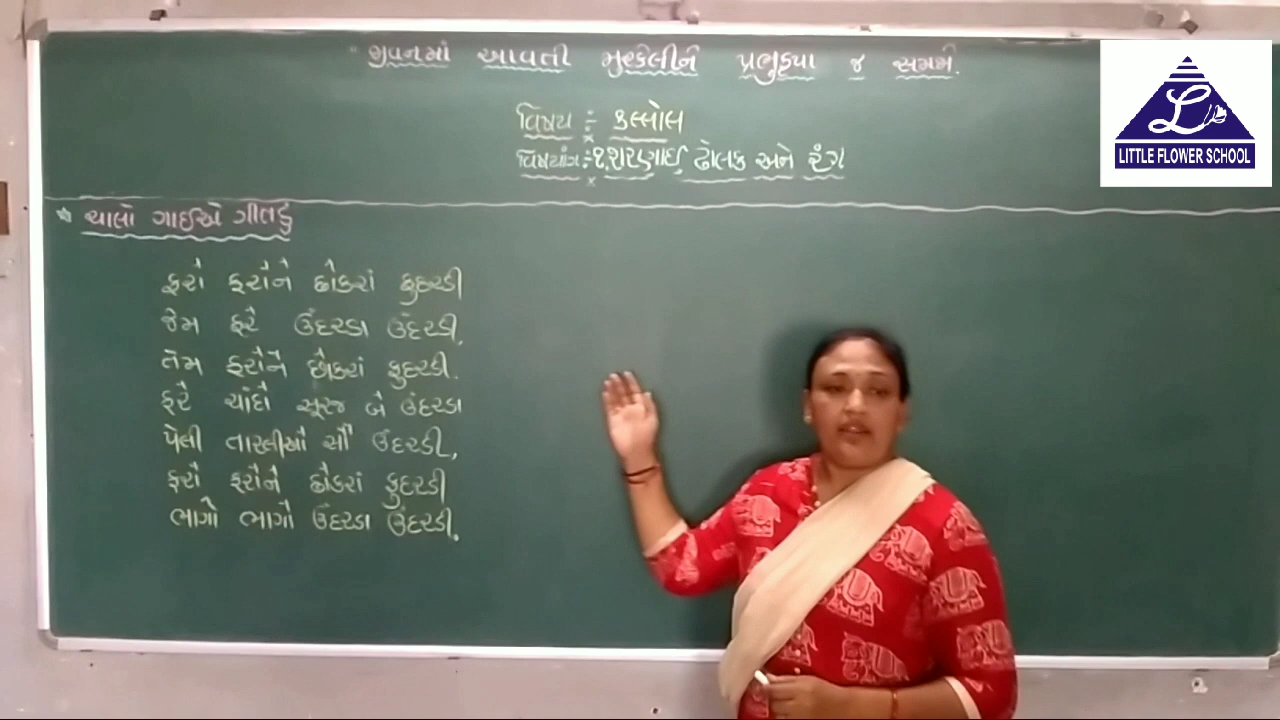 " જીવનમાં આવતી મુશ્કેલીને પ્રભુકૃપા જ સમજો.
વિષય : કલ્લોલ
વિષયાંગ : ૧.શરણાઈ, ઢોલક અને રંગ
LITTLE FLOWER SCHOOL
* ચાલો ગાઈએ ગીતડું
ફરો ફરોને છોકરાં ફુદરડી
જેમ ફરે ઉંદરડા ઉંદરડી.
તેમ ફરોને છોકરાં ફુદરડી.
ફરે ચાંદો સૂરજ બે ઉંદરડા
પેલી તારલીઓ સૌ ઉંદરડી,
ફરો ફરોને છોકરાં ફુદરડી
ભાગો ભાગો ઉંદરડા ઉંદરડી.